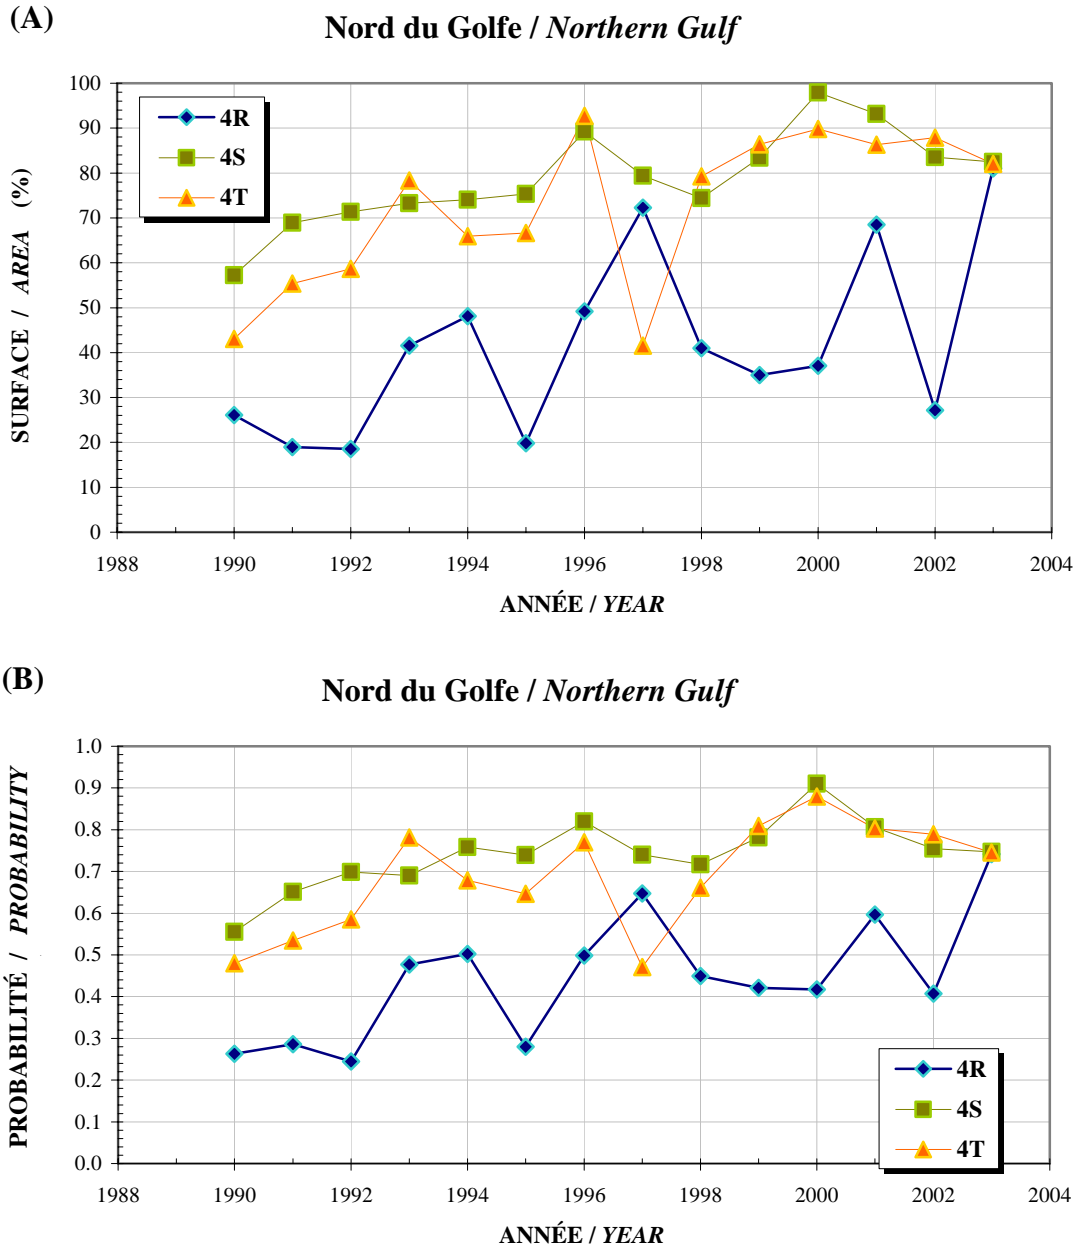 (A)
Nord du Golfe / Northern Gulf
SURFACE / AREA (%)
100
90
80
70
60
50
40
30
20
10
0
4R
4S
4T
1988 1990 1992 1994 1996 1998 2000 2002 2004
ANNÉE / YEAR
(B)
Nord du Golfe / Northern Gulf
PROBABILITÉ / PROBABILITY
1.0
0.9
0.8
0.7
0.6
0.5
0.4
0.3
0.2
0.1
0.0
4R
4S
4T
1988 1990 1992 1994 1996 1998 2000 2002 2004
ANNÉE / YEAR